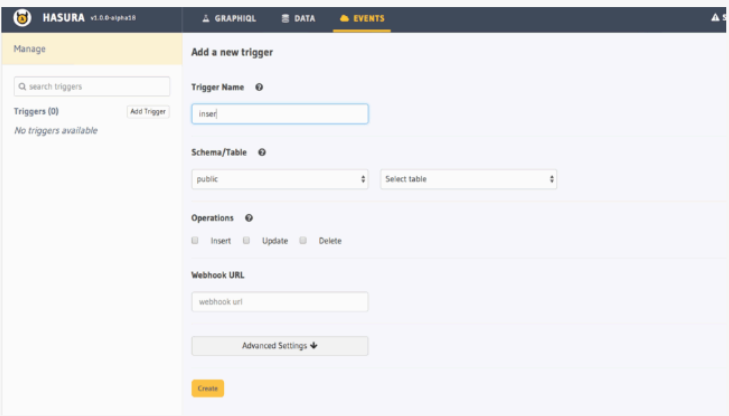 HASURA v1.0.0-alpha18 GRAPHIQL DATA EVENTS
Manage
search triggers
Triggers (0) Add Trigger
No triggers available
Add a new trigger
Trigger Name
inser
Schema/Table
public Select table
Operations
Insert Update Delete
Webhook URL
webhook url
Advanced Settings
Create